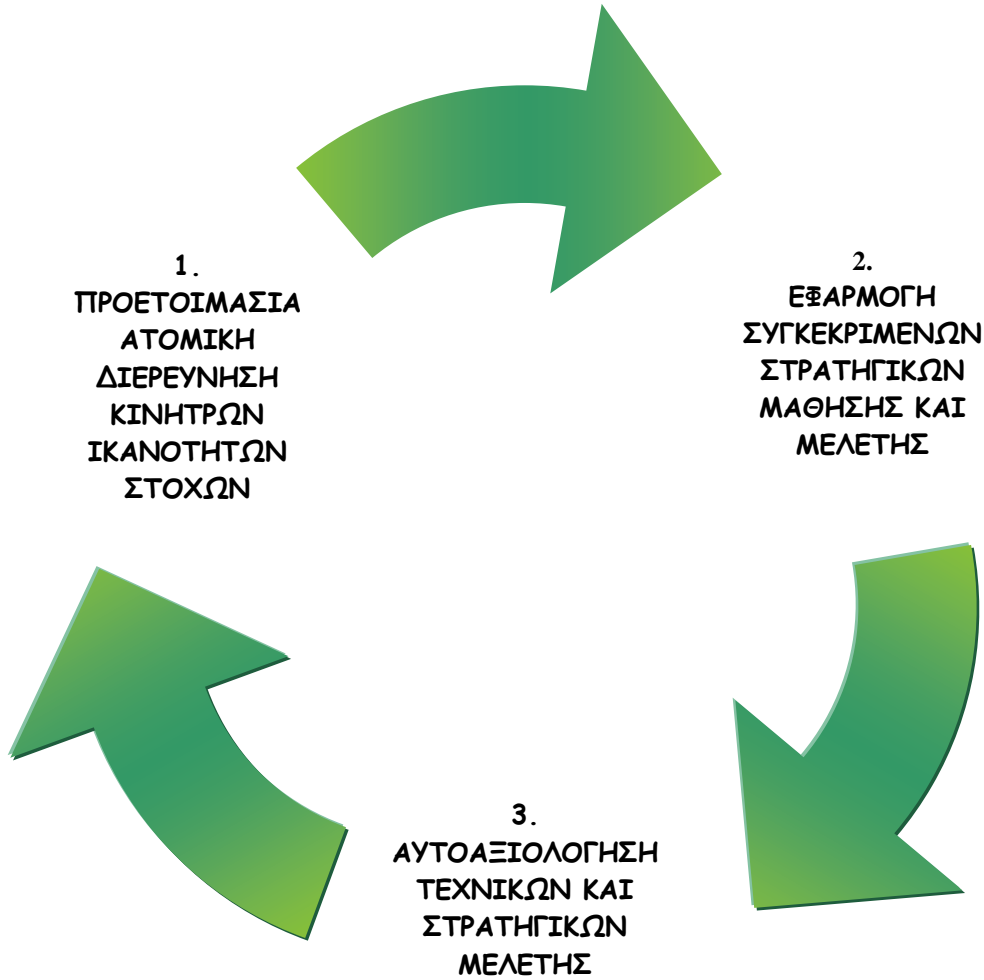 1.
ΠΡΟΕΤΟΙΜΑΣΙΑ
ΑΤΟΜΙΚΗ
ΔΙΕΡΕΥΝΗΣΗ
ΚΙΝΗΤΡΩΝ
ΙΚΑΝΟΤΗΤΩΝ
ΣΤΟΧΩΝ
2.
ΕΦΑΡΜΟΓΗ
ΣΥΓΚΕΚΡΙΜΕΝΩΝ
ΣΤΡΑΤΗΓΙΚΩΝ
ΜΑΘΗΣΗΣ ΚΑΙ
ΜΕΛΕΤΗΣ
3.
ΑΥΤΟΑΞΙΟΛΟΓΗΣΗ
ΤΕΧΝΙΚΩΝ ΚΑΙ
ΣΤΡΑΤΗΓΙΚΩΝ
ΜΕΛΕΤΗΣ